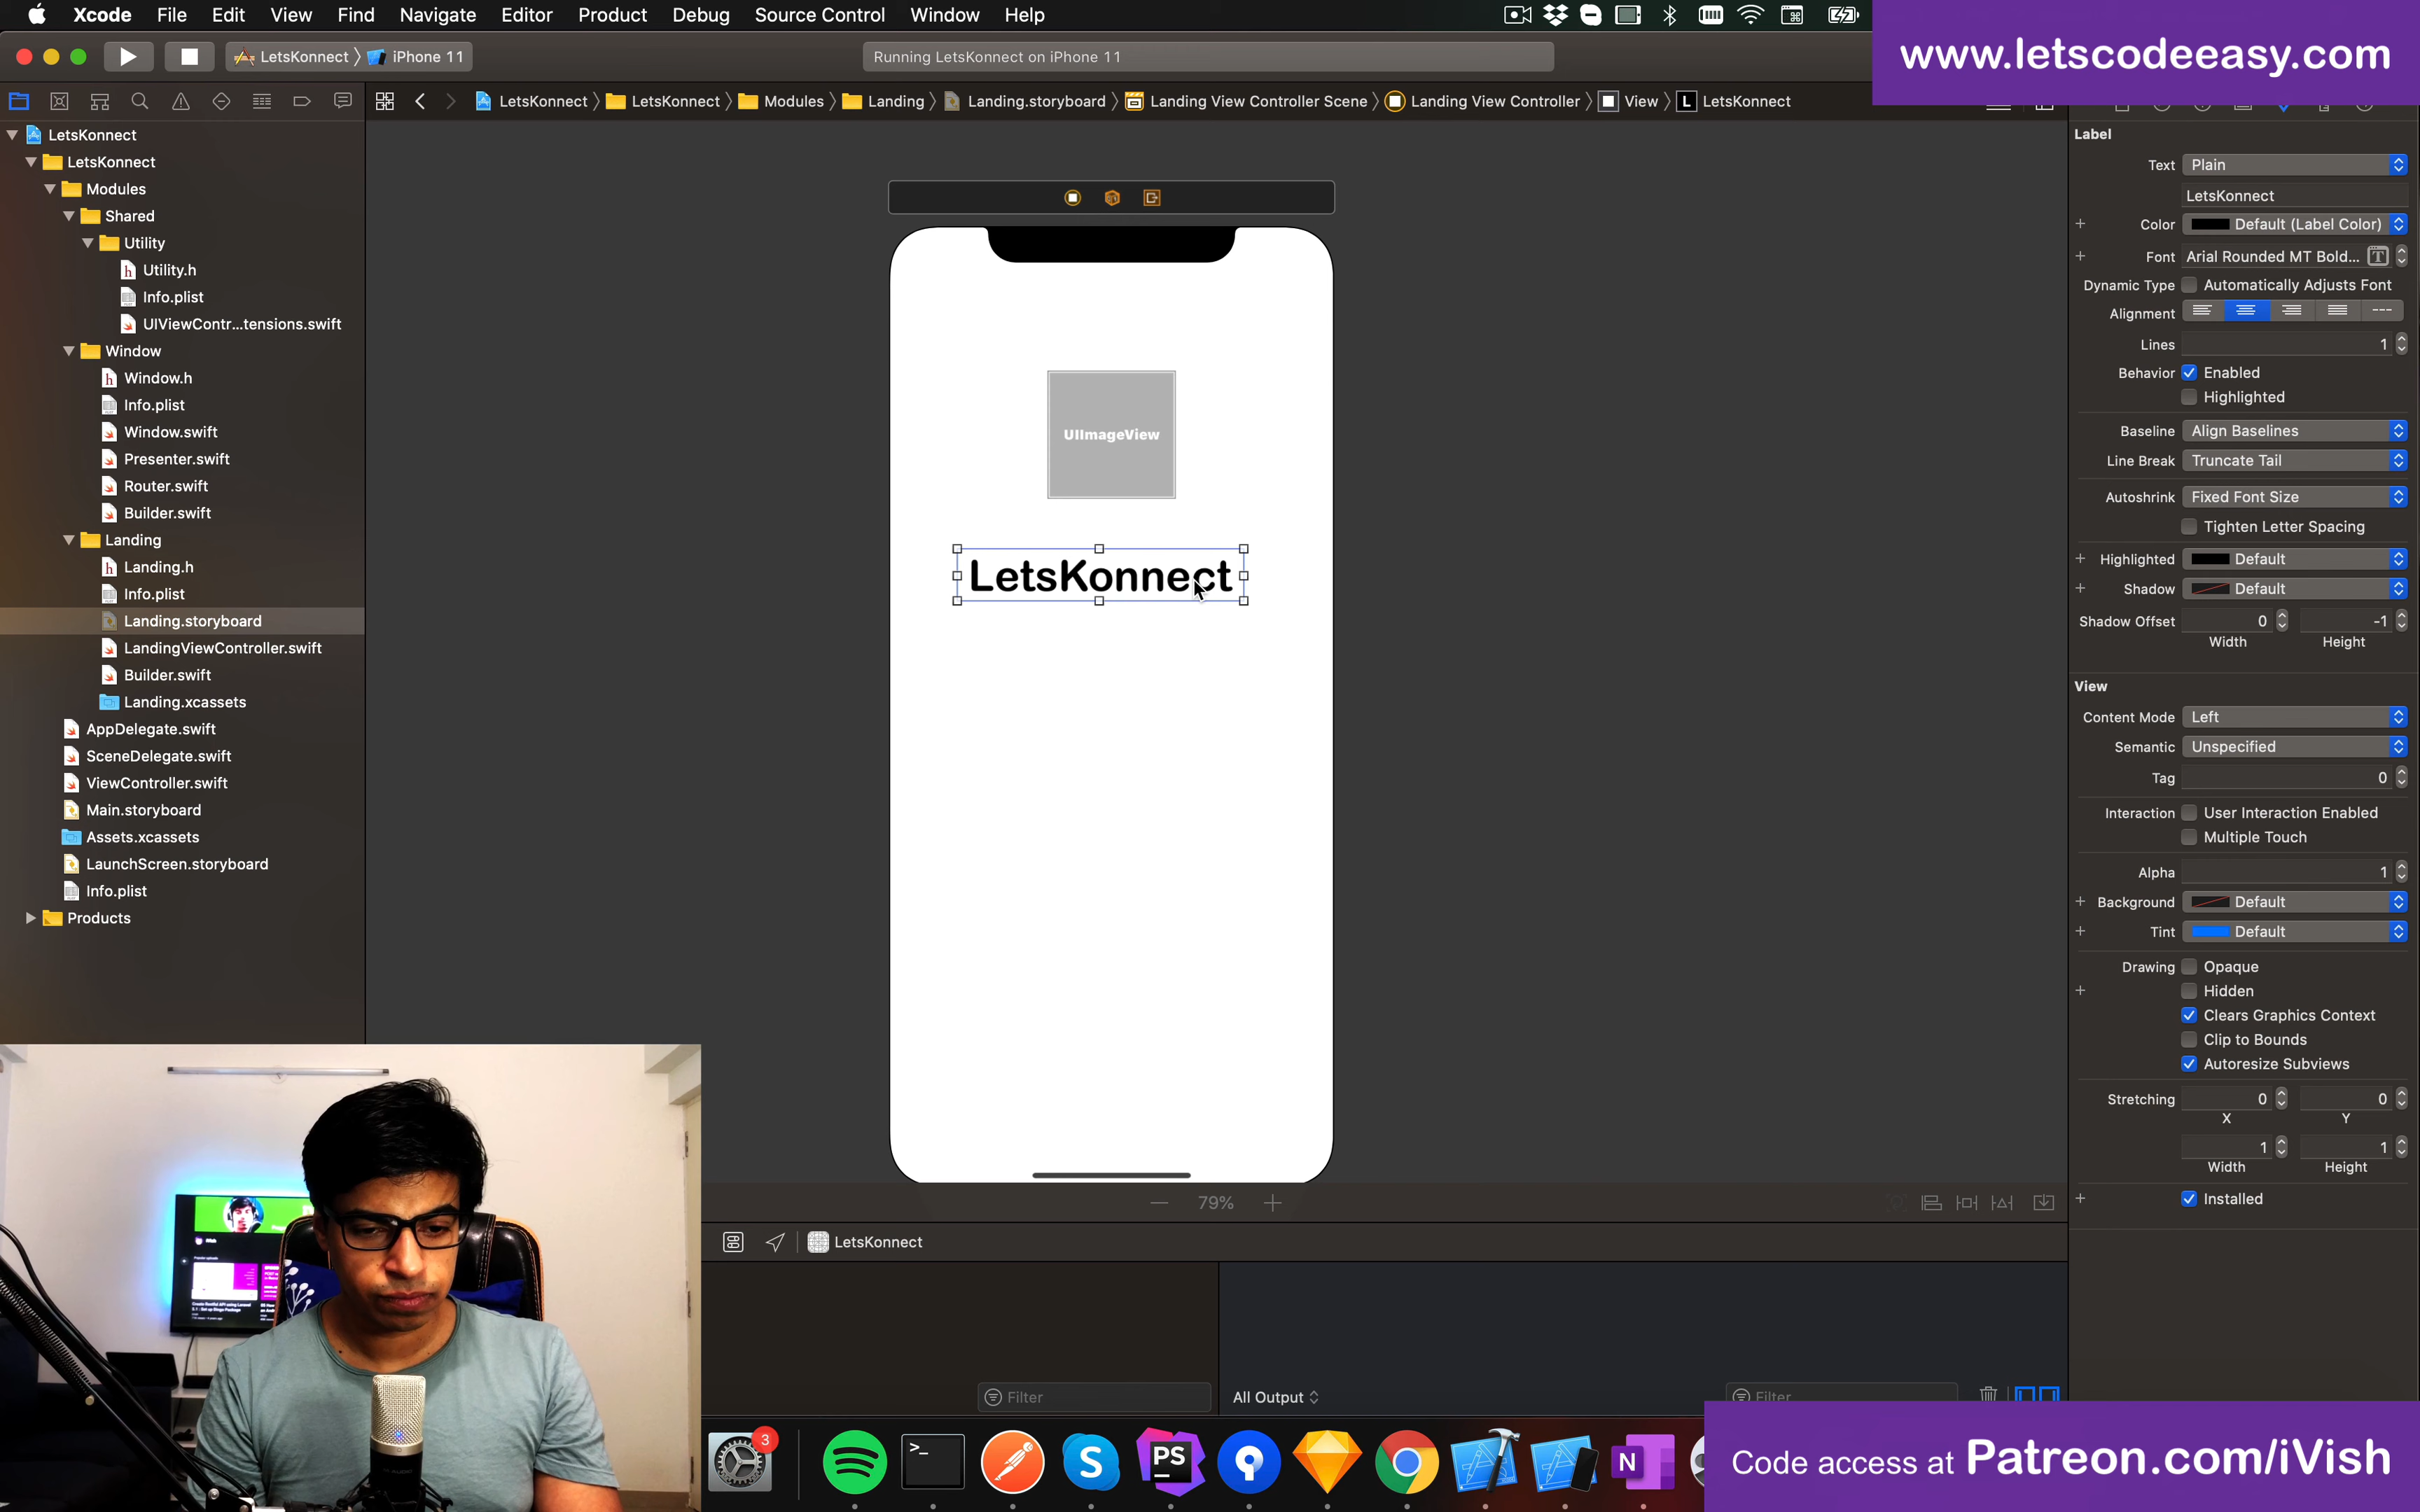 Xcode File Edit View Find Navigate Editor Product Debug Source Control Window Help
www.letscodeeasy.com
LetsKonnect iPhone 11
Running LetsKonnect on iPhone 11
LetsKonnect LetsKonnect Modules Landing Landing.storyboard Landing View Controller Scene Landing View Controller View L LetsKonnect
LetsKonnect
LetsKonnect
Modules
Shared
Utility
Utility.h
Info.plist
UIViewContr...tensions.swift
Window
Window.h
Info.plist
Window.swift
Presenter.swift
Router.swift
Builder.swift
Landing
Landing.h
Info.plist
Landing.storyboard
LandingViewController.swift
Builder.swift
Landing.xcassets
AppDelegate.swift
SceneDelegate.swift
ViewController.swift
Main.storyboard
Assets.xcassets
LaunchScreen.storyboard
Info.plist
Products
UIImageView
LetsKonnect
79%
LetsKonnect
Filter
All Output
Filter
Label
Text Plain
LetsKonnect
Color Default (Label Color)
Font Arial Rounded MT Bold...
Dynamic Type Automatically Adjusts Font
Alignment
Lines 1
Behavior Enabled
Highlighted
Baseline Align Baselines
Line Break Truncate Tail
Autoshrink Fixed Font Size
Tighten Letter Spacing
Highlighted Default
Shadow Default
Shadow Offset 0 -1
Width Height
View
Content Mode Left
Semantic Unspecified
Tag 0
Interaction User Interaction Enabled
Multiple Touch
Alpha 1
Background Default
Tint Default
Drawing Opaque
Hidden
Clears Graphics Context
Clip to Bounds
Autoresize Subviews
Stretching 0 0
X Y
1 1
Width Height
Installed
3
PS
S
N
Code access at Patreon.com/iVish